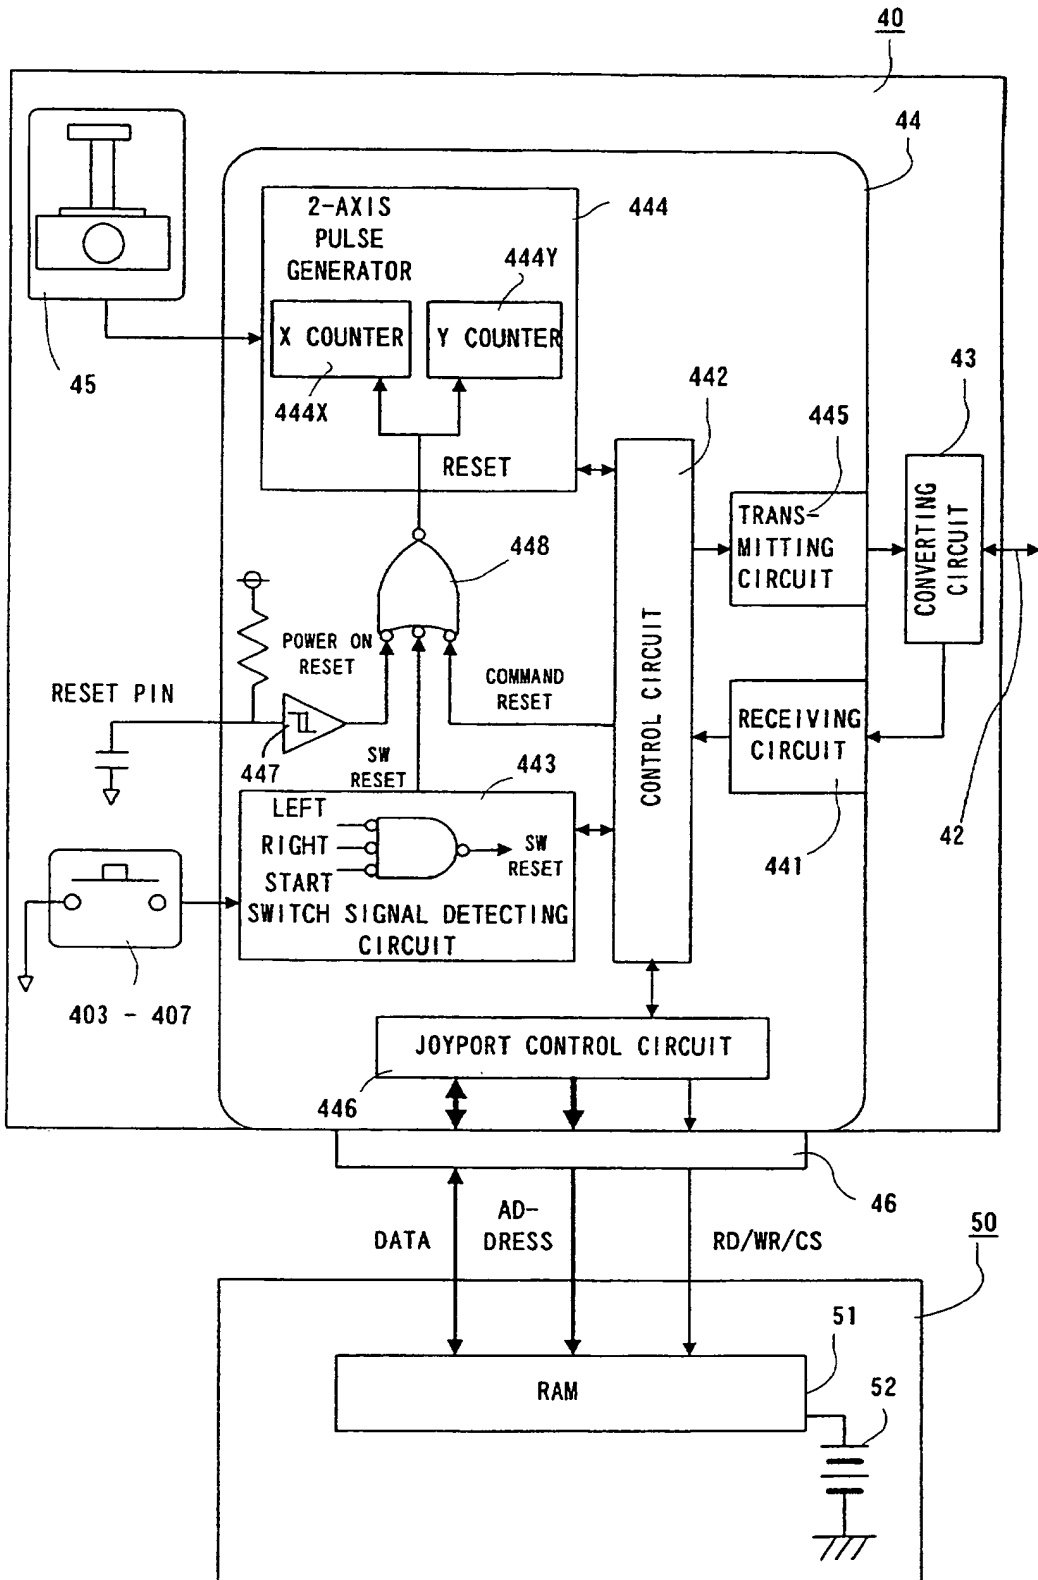 40
44
2-AXIS
PULSE
GENERATOR
444
444Y
X COUNTER
Y COUNTER
45
444X
442
43
445
RESET
TRANS-
MITTING
CIRCUIT
CONVERTING
CIRCUIT
448
POWER ON
RESET
COMMAND
RESET
CONTROL CIRCUIT
RESET PIN
RECEIVING
CIRCUIT
447
SW
RESET
443
42
441
LEFT
RIGHT
START
SW
RESET
SWITCH SIGNAL DETECTING
CIRCUIT
403 - 407
JOYPORT CONTROL CIRCUIT
446
46
DATA
AD-
DRESS
RD/WR/CS
50
51
RAM
52